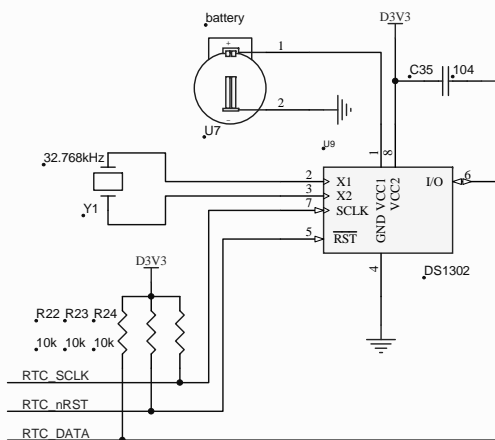 battery
D3V3
1
C35 104
+
2
-
U7
U9
32.768kHz
1 8
2 X1 I/O 6
3 X2
Y1
7 SCLK
GND VCC1 VCC2
5 RST
4
DS1302
D3V3
R22 R23 R24
10k 10k 10k
RTC_SCLK
RTC_nRST
RTC_DATA